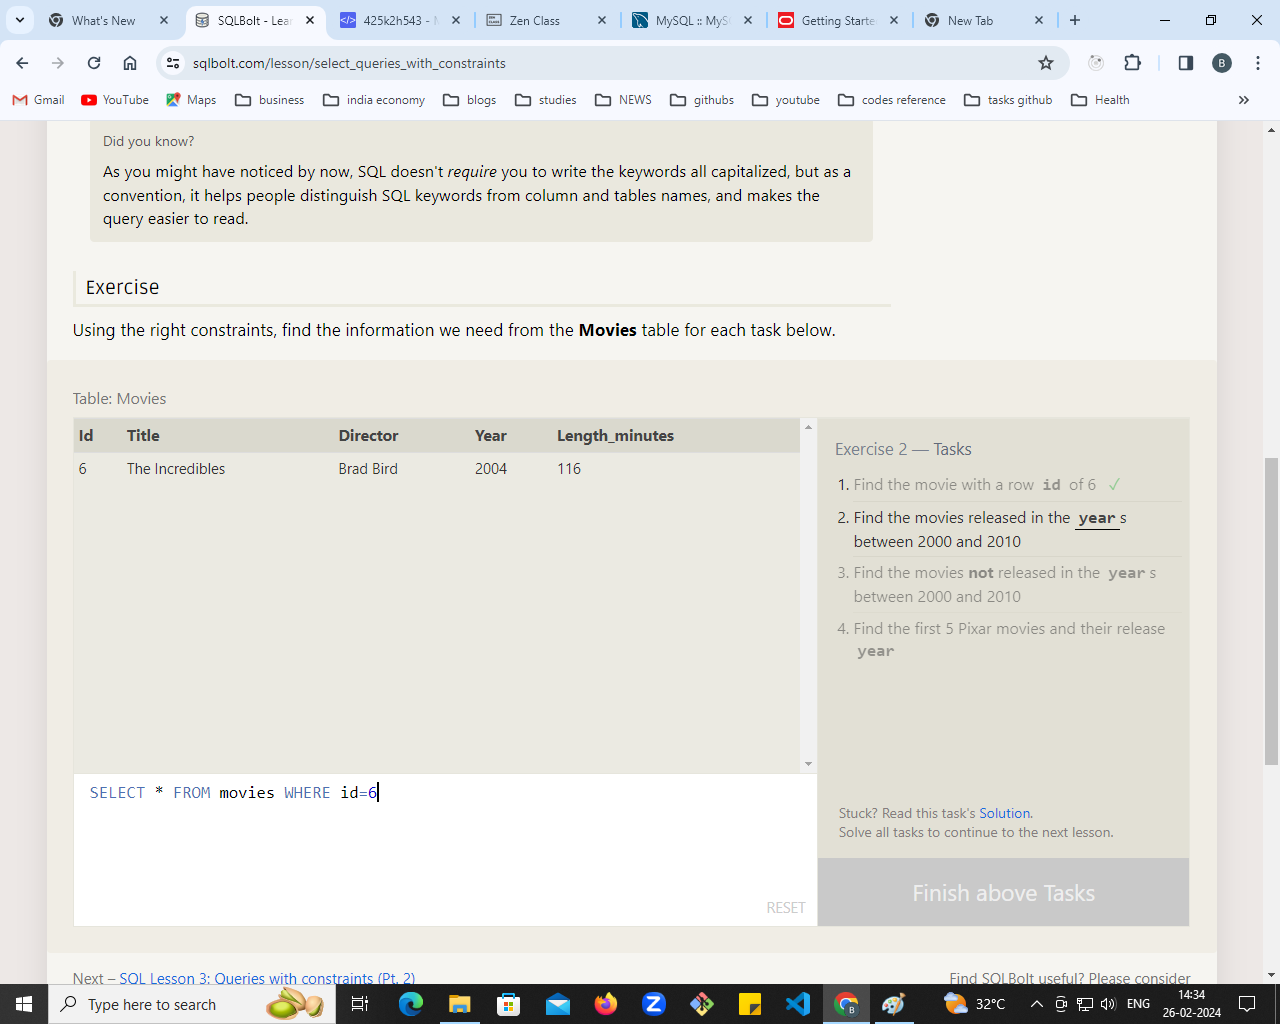 What's New
SQLBolt - Lea
425k2h543 - M
Zen Class
MySQL :: MyS
Getting Starte
New Tab
sqlbolt.com/lesson/select_queries_with_constraints
B
Gmail
YouTube
Maps
business
india economy
blogs
studies
NEWS
githubs
youtube
codes reference
tasks github
Health
Did you know?
As you might have noticed by now, SQL doesn't require you to write the keywords all capitalized, but as a
convention, it helps people distinguish SQL keywords from column and tables names, and makes the
query easier to read.
Exercise
Using the right constraints, find the information we need from the Movies table for each task below.
Table: Movies
Id Title Director Year Length_minutes
6 The Incredibles Brad Bird 2004 116
SELECT * FROM movies WHERE id=6
RESET
Exercise 2 — Tasks
1. Find the movie with a row id of 6 ✓
2. Find the movies released in the year s
between 2000 and 2010
3. Find the movies not released in the year s
between 2000 and 2010
4. Find the first 5 Pixar movies and their release
year
Stuck? Read this task's Solution.
Solve all tasks to continue to the next lesson.
Finish above Tasks
Next – SQL Lesson 3: Queries with constraints (Pt. 2)
Find SQLBolt useful? Please consider
Type here to search
32°C
ENG
14:34
26-02-2024